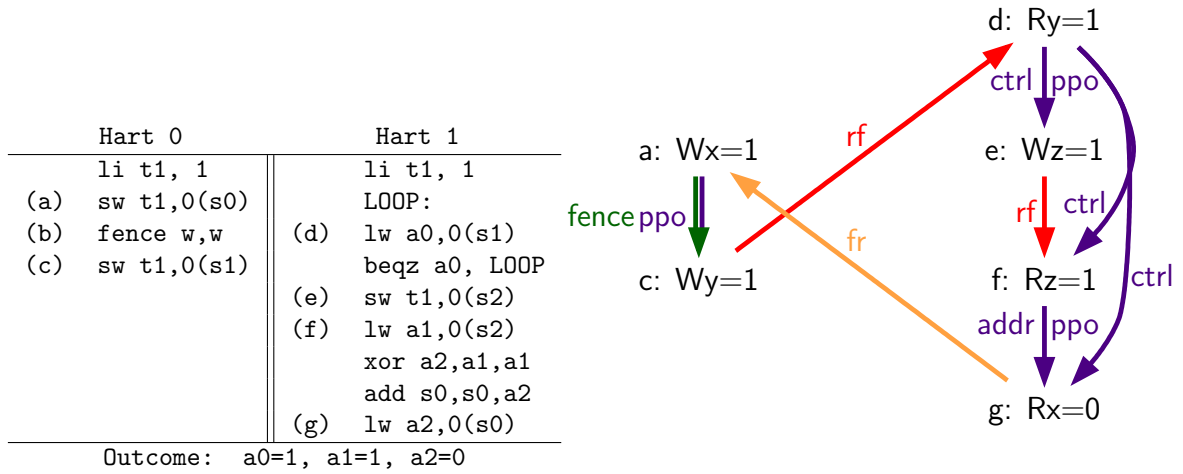 Hart 0 Hart 1
li t1, 1 li t1, 1
(a) sw t1,0(s0) LOOP:
(b) fence w,w (d) lw a0,0(s1)
(c) sw t1,0(s1) beqz a0, LOOP
(e) sw t1,0(s2)
(f) lw a1,0(s2)
xor a2,a1,a1
add s0,s0,a2
(g) lw a2,0(s0)
Outcome: a0=1, a1=1, a2=0
d: Ry=1
ctrl ppo
rf
a: Wx=1 e: Wz=1
fence ppo rf ctrl
fr
c: Wy=1 f: Rz=1 ctrl
addr ppo
g: Rx=0